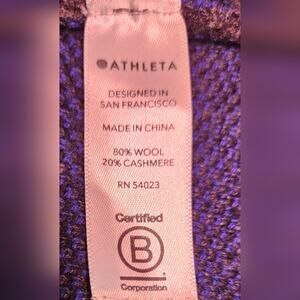 ATHLETA
DESIGNED IN
SAN FRANCISCO
MADE IN CHINA
80% WOOL
20% CASHMERE
RN 54023
Certified
B
Corporation